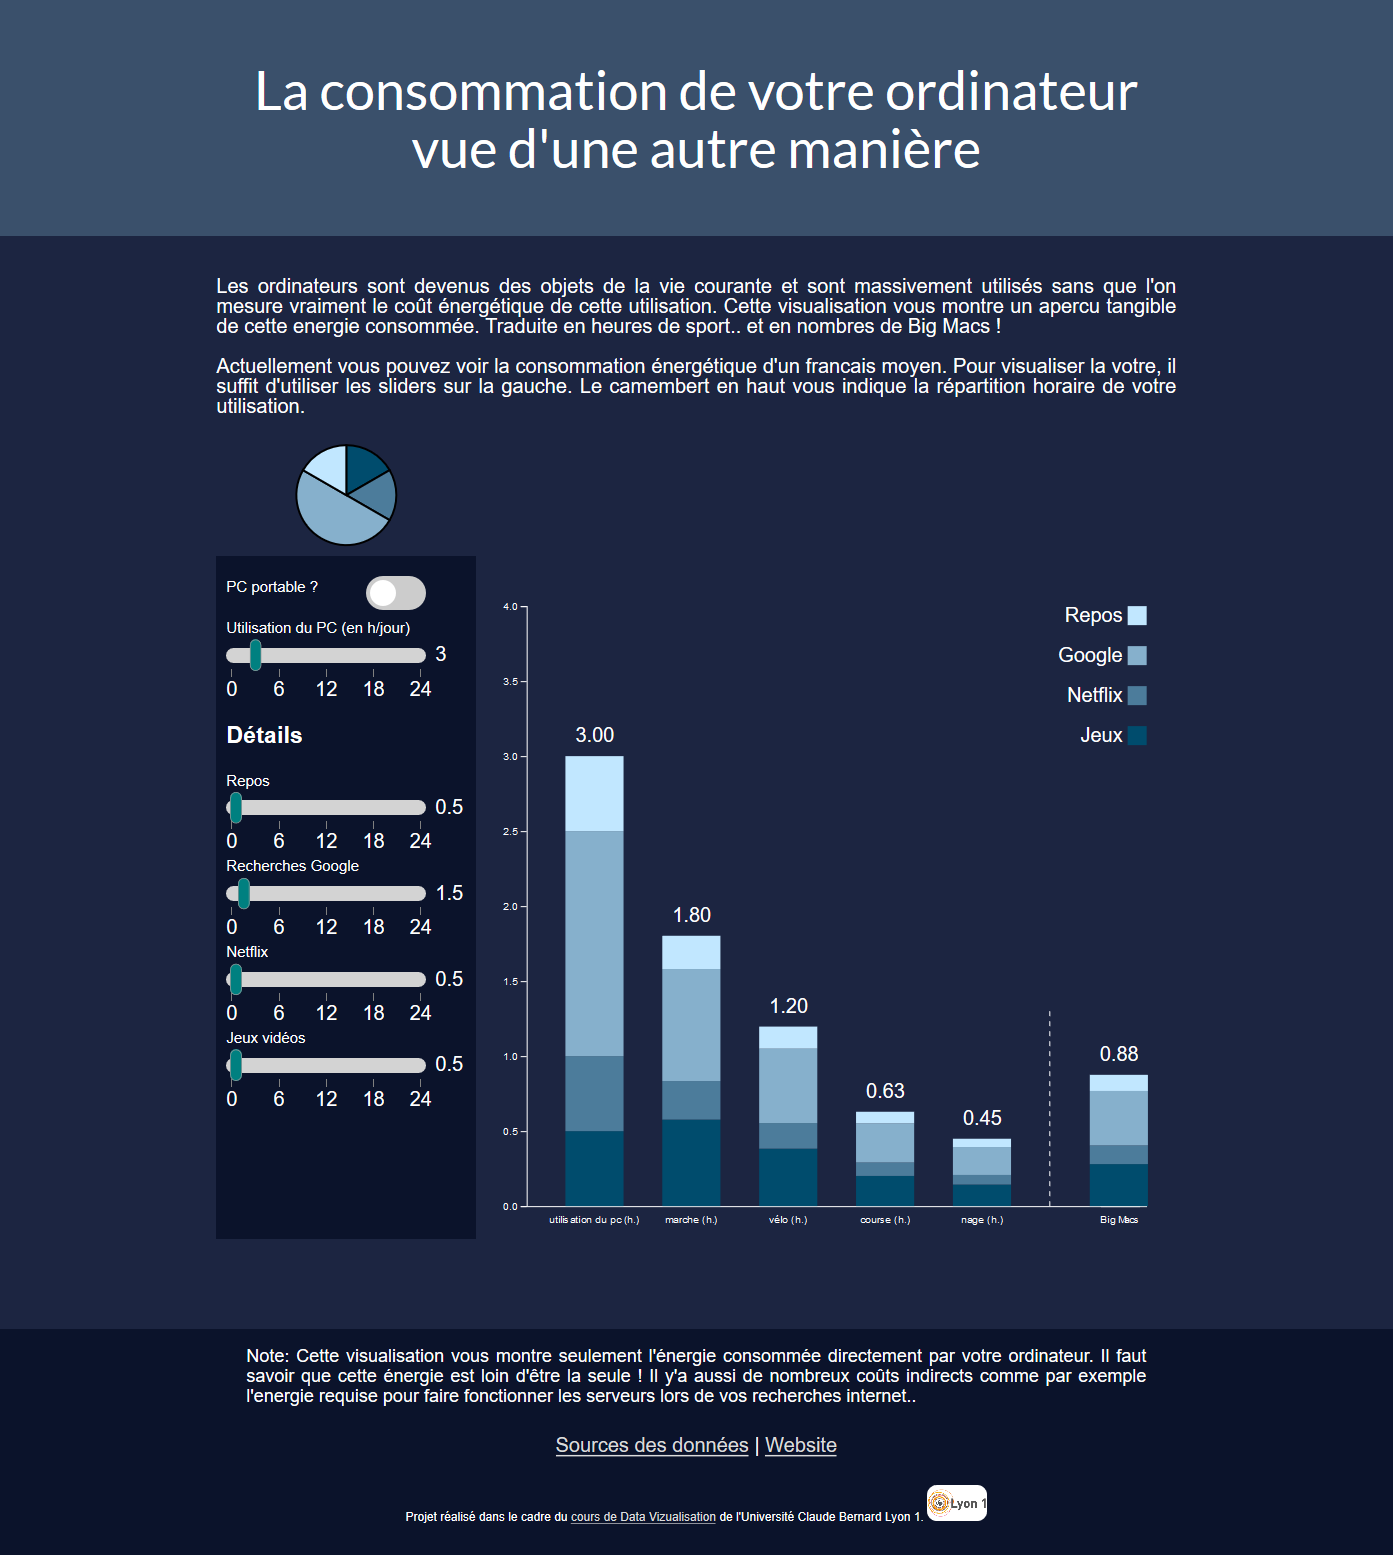 La consommation de votre ordinateur
vue d'une autre manière
Les ordinateurs sont devenus des objets de la vie courante et sont massivement utilisés sans que l'on
mesure vraiment le coût énergétique de cette utilisation. Cette visualisation vous montre un apercu tangible
de cette energie consommée. Traduite en heures de sport.. et en nombres de Big Macs !
Actuellement vous pouvez voir la consommation énergétique d'un francais moyen. Pour visualiser la votre, il
suffit d'utiliser les sliders sur la gauche. Le camembert en haut vous indique la répartition horaire de votre
utilisation.
PC portable ?
Utilisation du PC (en h/jour)
3
0 6 12 18 24
Détails
Repos
0.5
0 6 12 18 24
Recherches Google
1.5
0 6 12 18 24
Netflix
0.5
0 6 12 18 24
Jeux vidéos
0.5
0 6 12 18 24
4.0
3.5
3.0
2.5
2.0
1.5
1.0
0.5
0.0
Repos
Google
Netflix
Jeux
3.00
1.80
1.20
0.63
0.45
0.88
utilisation du pc (h.)
marche (h.)
vélo (h.)
course (h.)
nage (h.)
Big Macs
Note: Cette visualisation vous montre seulement l'énergie consommée directement par votre ordinateur. Il faut
savoir que cette énergie est loin d'être la seule ! Il y'a aussi de nombreux coûts indirects comme par exemple
l'energie requise pour faire fonctionner les serveurs lors de vos recherches internet..
Sources des données | Website
Projet réalisé dans le cadre du cours de Data Vizualisation de l'Université Claude Bernard Lyon 1.
Lyon 1